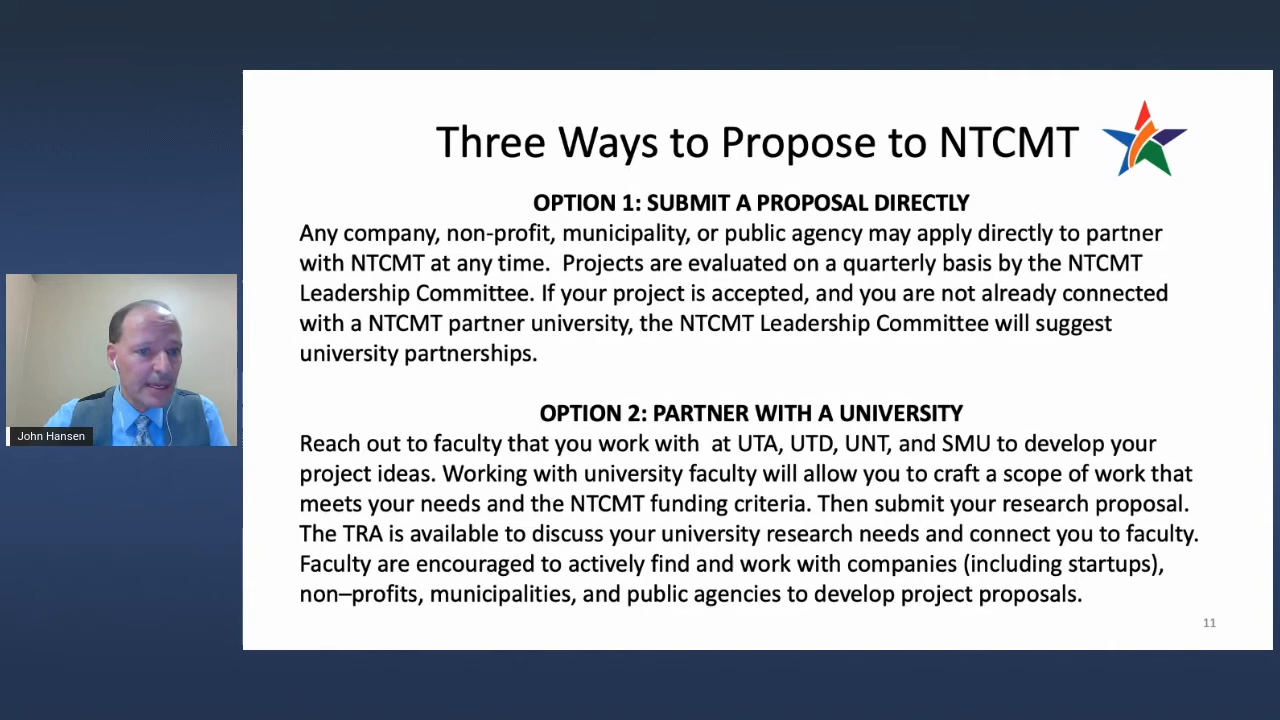 Three Ways to Propose to NTCMT
OPTION 1: SUBMIT A PROPOSAL DIRECTLY
Any company, non-profit, municipality, or public agency may apply directly to partner
with NTCMT at any time.  Projects are evaluated on a quarterly basis by the NTCMT
Leadership Committee. If your project is accepted, and you are not already connected
with a NTCMT partner university, the NTCMT Leadership Committee will suggest
university partnerships.
OPTION 2: PARTNER WITH A UNIVERSITY
Reach out to faculty that you work with  at UTA, UTD, UNT, and SMU to develop your
project ideas. Working with university faculty will allow you to craft a scope of work that
meets your needs and the NTCMT funding criteria. Then submit your research proposal.
The TRA is available to discuss your university research needs and connect you to faculty.
Faculty are encouraged to actively find and work with companies (including startups),
non–profits, municipalities, and public agencies to develop project proposals.
11
John Hansen